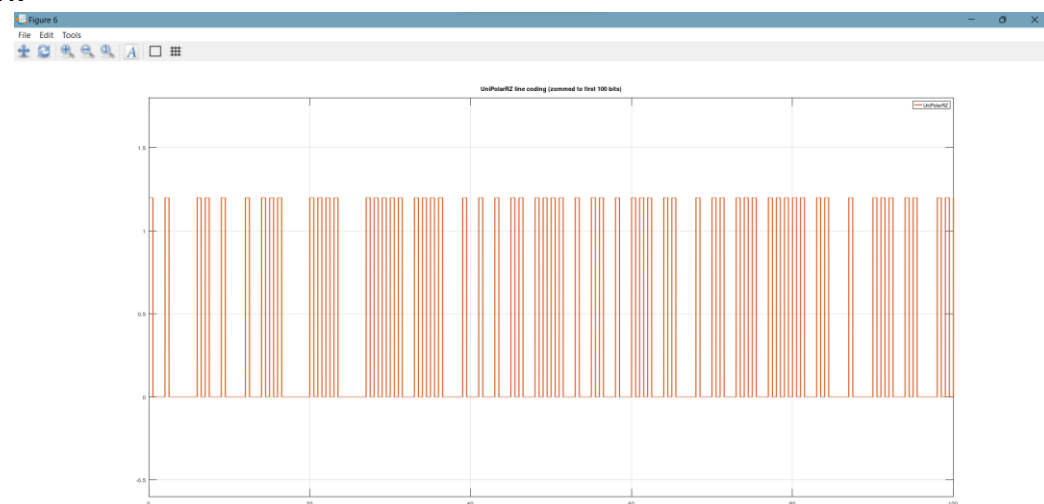 Figure 6
File Edit Tools
A
UniPolarRZ line coding (zommed to first 100 bits)
UniPolarRZ
1.5
1
0.5
0
-0.5
0 20 40 60 80 100